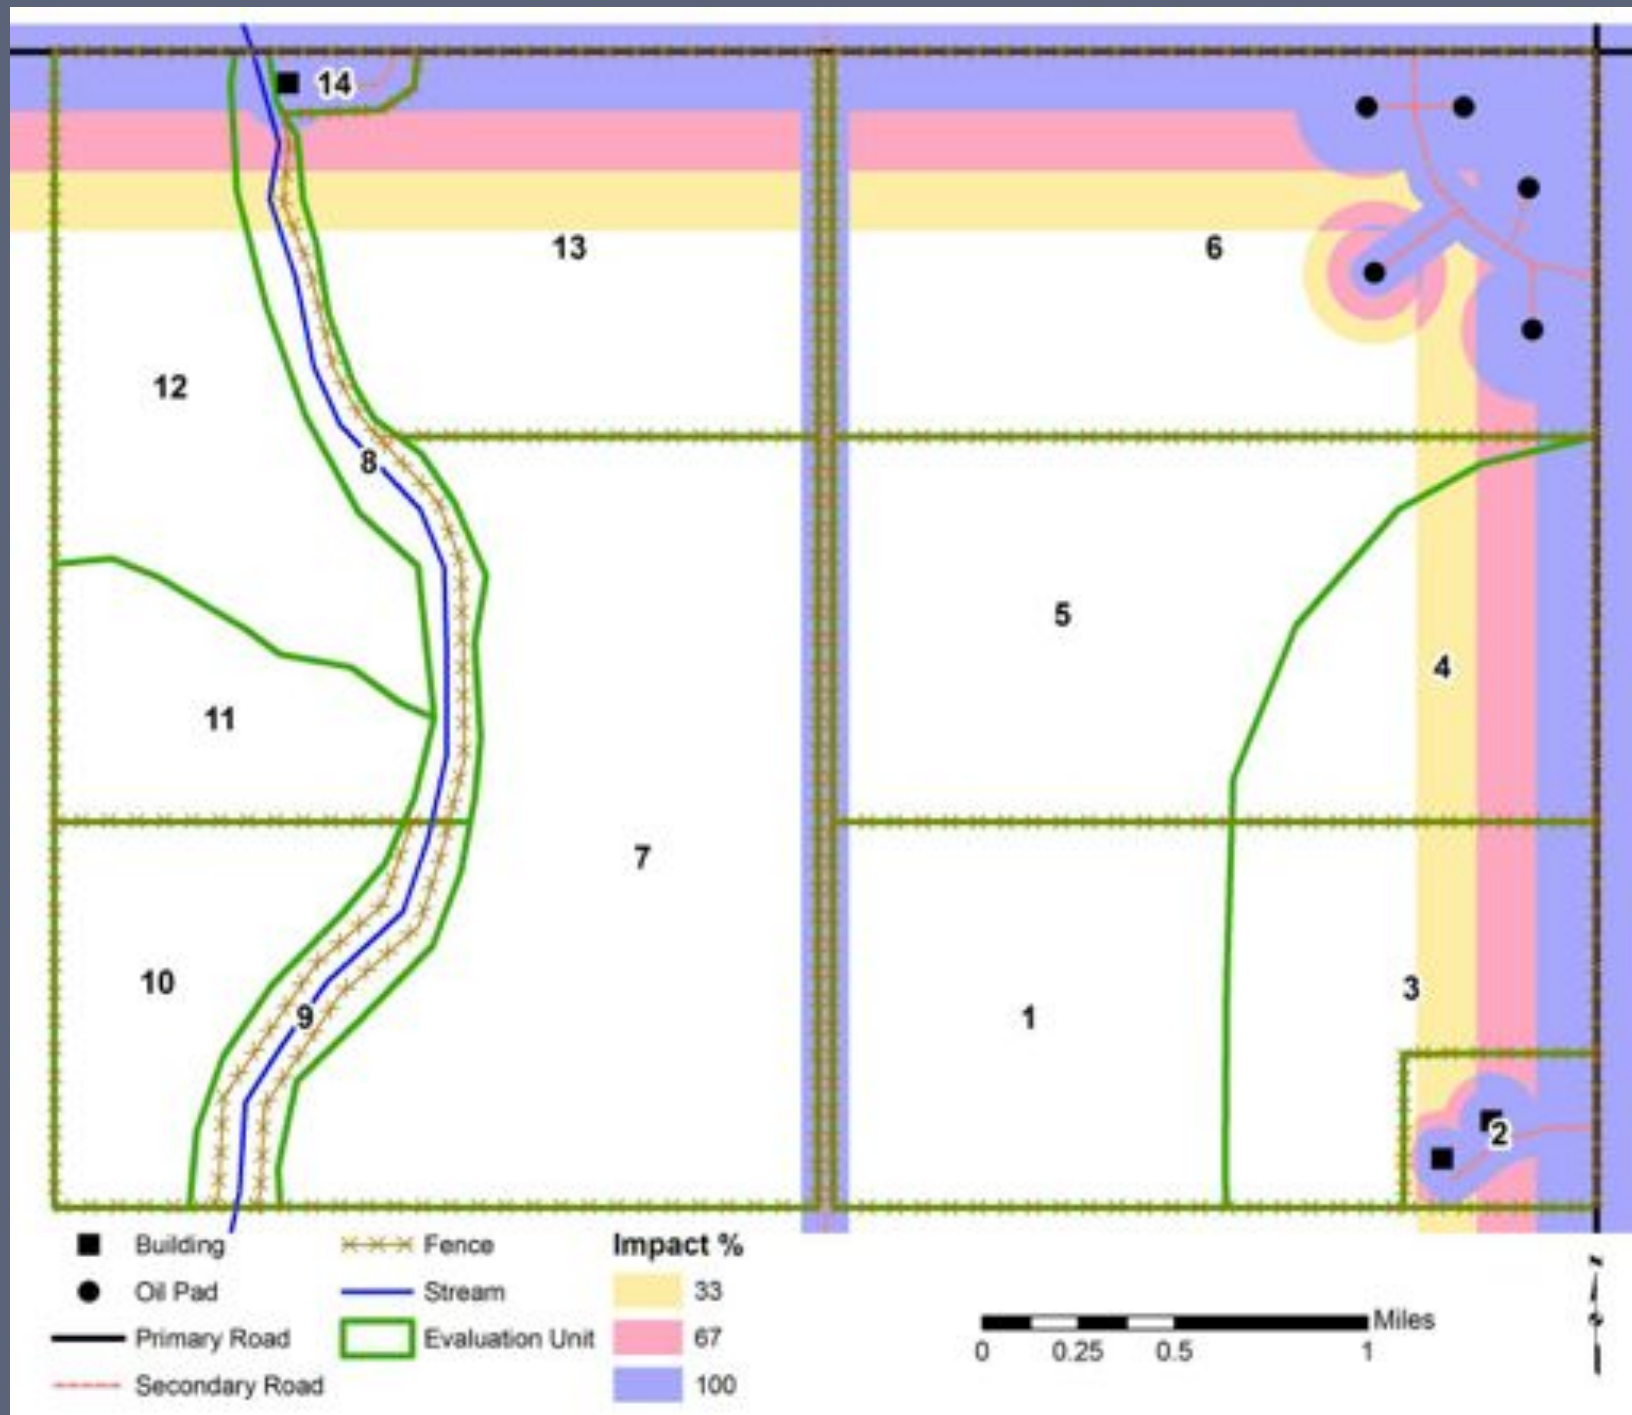 14
13
6
12
8
5
4
11
7
10
3
9
1
2
Building
Fence
Impact %
Oil Pad
Stream
33
Primary Road
Evaluation Unit
67
Secondary Road
100
Miles
0 0.25 0.5 1